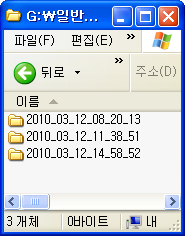 G:₩일반...
파일(F) 편집(E) »
뒤로 » 주소(D)
이름
2010_03_12_08_20_13
2010_03_12_11_38_51
2010_03_12_14_58_52
3 개체 0바이트 내